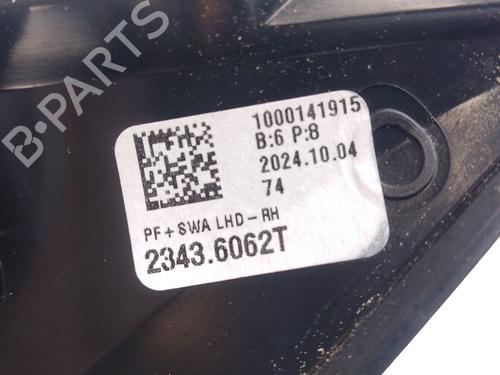 B-PARTS
1000141915
B:6 P:8
2024.10.04
74
PF+SWA LHD-RH
2343.6062T